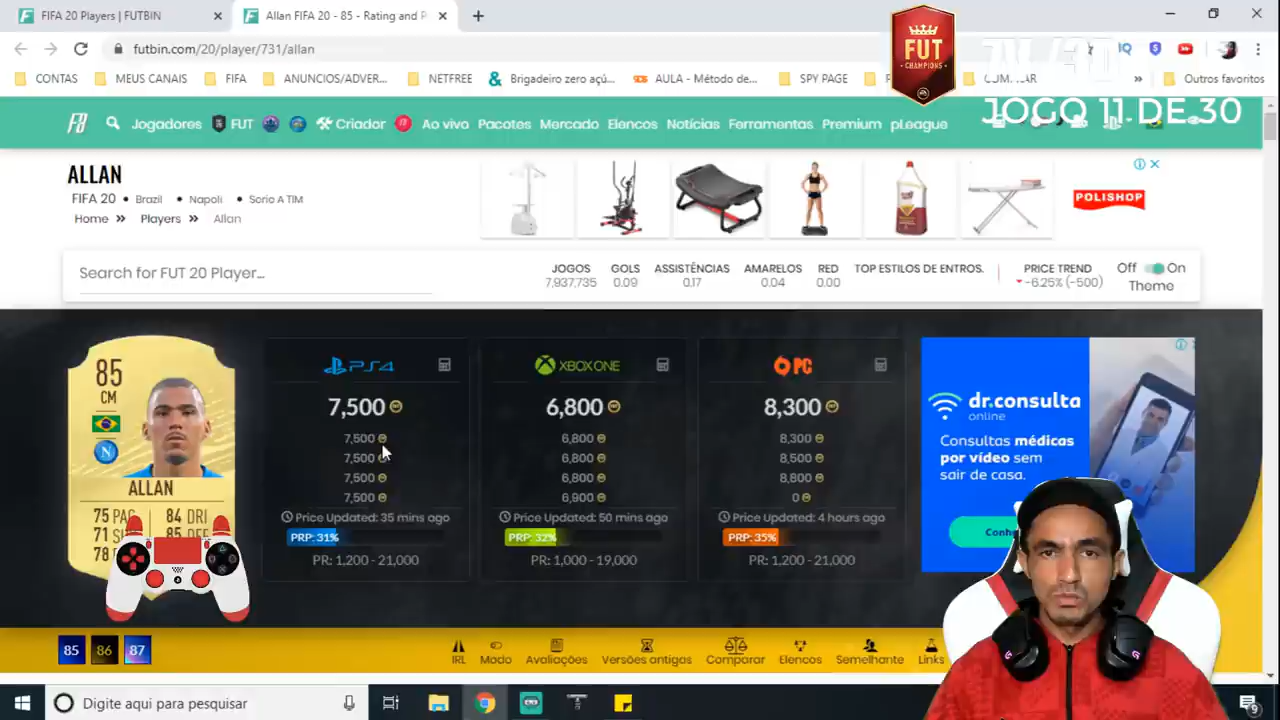 FIFA 20 Players | FUTBIN
Allan FIFA 20 - 85 - Rating and P
futbin.com/20/player/731/allan
CONTAS
MEUS CANAIS
ANUNCIOS/ADVER...
NETFREE
Brigadeiro zero açú...
AULA - Método de...
SPY PAGE
Outros favoritos
FUT
CHAMPIONS
JOGO 11 DE 30
Jogadores
FUT
Criador
Ao vivo
Pacotes
Mercado
Elencos
Notícias
Ferramentas
Premium
pLeague
ALLAN
FIFA 20 • Brazil • Napoli • Serie A TIM
Home » Players » Allan
POLISHOP
Search for FUT 20 Player...
JOGOS
7,937,735
GOLS
0.09
ASSISTÊNCIAS
0.17
AMARELOS
0.04
RED
0.00
TOP ESTILOS DE ENTROS.
PRICE TREND
-6.25% (-500)
Off On
Theme
85
CM
ALLAN
75 PAC
84 DRI
71
85
78
PS4
7,500
7,500
7,500
7,500
7,500
Price Updated: 35 mins ago
PRP: 31%
PR: 1,200 - 21,000
XBOX ONE
6,800
6,800
6,800
6,800
6,900
Price Updated: 50 mins ago
PRP: 32%
PR: 1,000 - 19,000
PC
8,300
8,300
8,500
8,800
0
Price Updated: 4 hours ago
PRP: 35%
PR: 1,200 - 21,000
dr.consulta
online
Consultas médicas
por vídeo sem
sair de casa.
85
86
87
IRL
Modo
Avaliações
Versões antigas
Comparar
Elencos
Semelhante
Links
Digite aqui para pesquisar